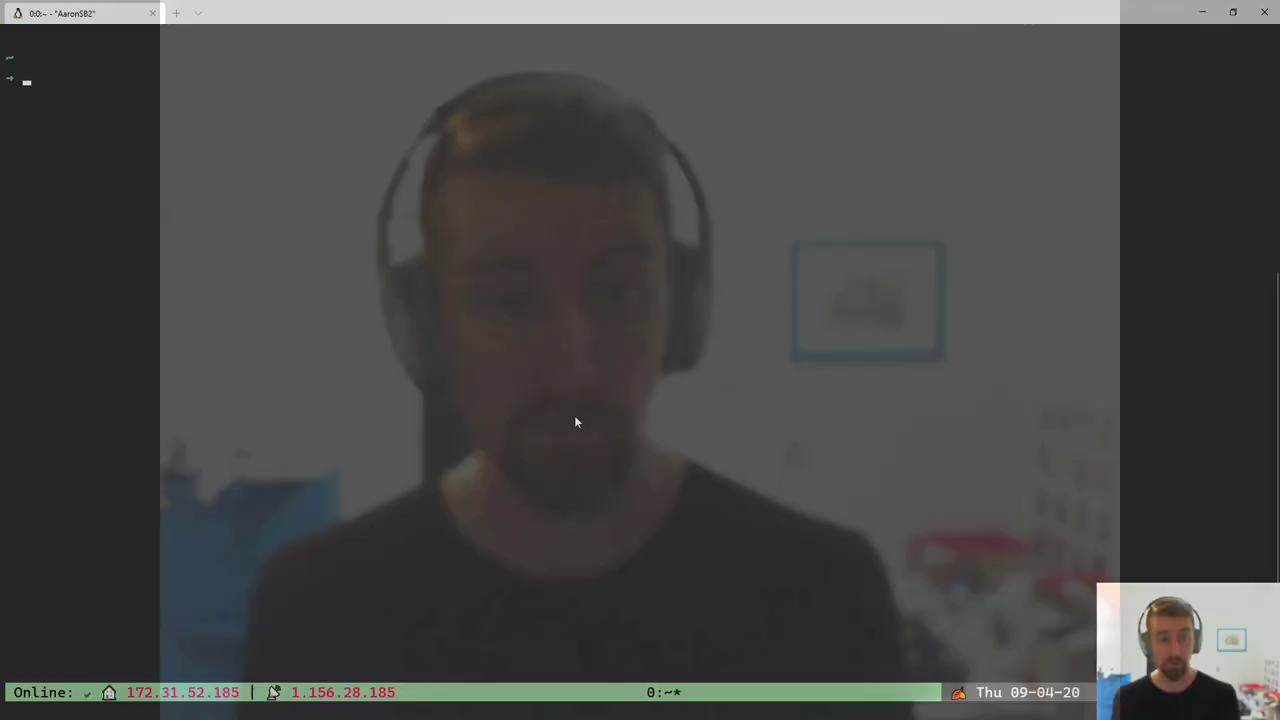 0:0:~ - "AaronSB2"
~
→
Online: ✓ 172.31.52.185 | 1.156.28.185 0:~* Thu 09-04-20